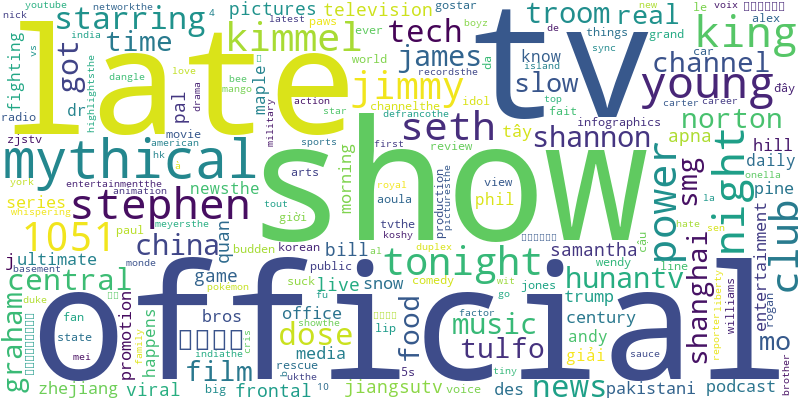 late
tv
show
official
mythical
stephen
tonight
night
king
young
jimmy
kimmel
seth
starring
troom
real
tech
james
slow
know
channel
norton
shannon
television
pictures
time
got
dr
pal
maple
fighting
radio
zjstv
nick
youtube
vs
india
networkthe
4
latest
paws
gostar
ever
world
da
le
new
boyz
de
sync
things
island
top
fait
infographics
grand
car
carter
career
alex
voix
đây
hill
daily
pine
apna
tây
smg
power
club
mo
shanghai
entertainment
williams
rogan
podcast
pakistani
liberty
reporter
hunantv
samantha
wendy
trump
century
andy
giải
line
hate
sen
la
onella
tulfo
music
news
des
food
lip
live
bill
snow
office
media
dose
game
bros
film
china
quan
1051
central
graham
ultimate
j
series
york
whispering
zhejiang
viral
big
frontal
jiangsutv
voice
promotion
happens
family
duke
basement
fan
state
mei
monde
pokemon
suck
fu
showthe
indiathe
cris
rescue
ukthe
10
5s
tiny
factor
wit
go
jones
comedy
duplex
al
public
korean
budden
tout
giời
meyersthe
paul
newsthe
entertainmentthe
animation
american
hk
a
movie
love
drama
dangle
highlightsthe
bee
mango
action
military
star
sports
arts
morning
first
aoula
royal
tvthe
koshy
phil
view
production
picturesthe
review
idol
channelthe
recordsthe
defrancothe
cậu
sauce
brother